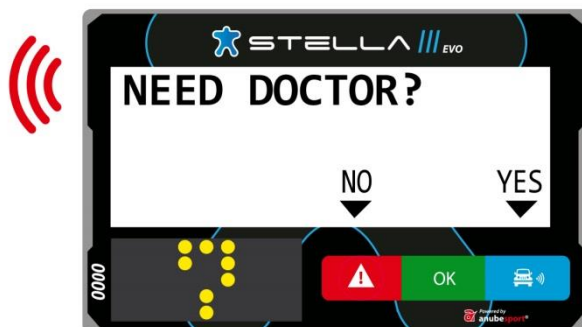 STELLA III EVO
NEED DOCTOR?
NO YES
?
0000
OK
Powered by
anubesport®